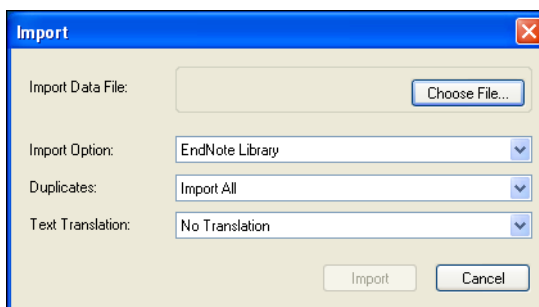 Import
Import Data File:
Choose File...
Import Option: EndNote Library
Duplicates: Import All
Text Translation: No Translation
Import Cancel